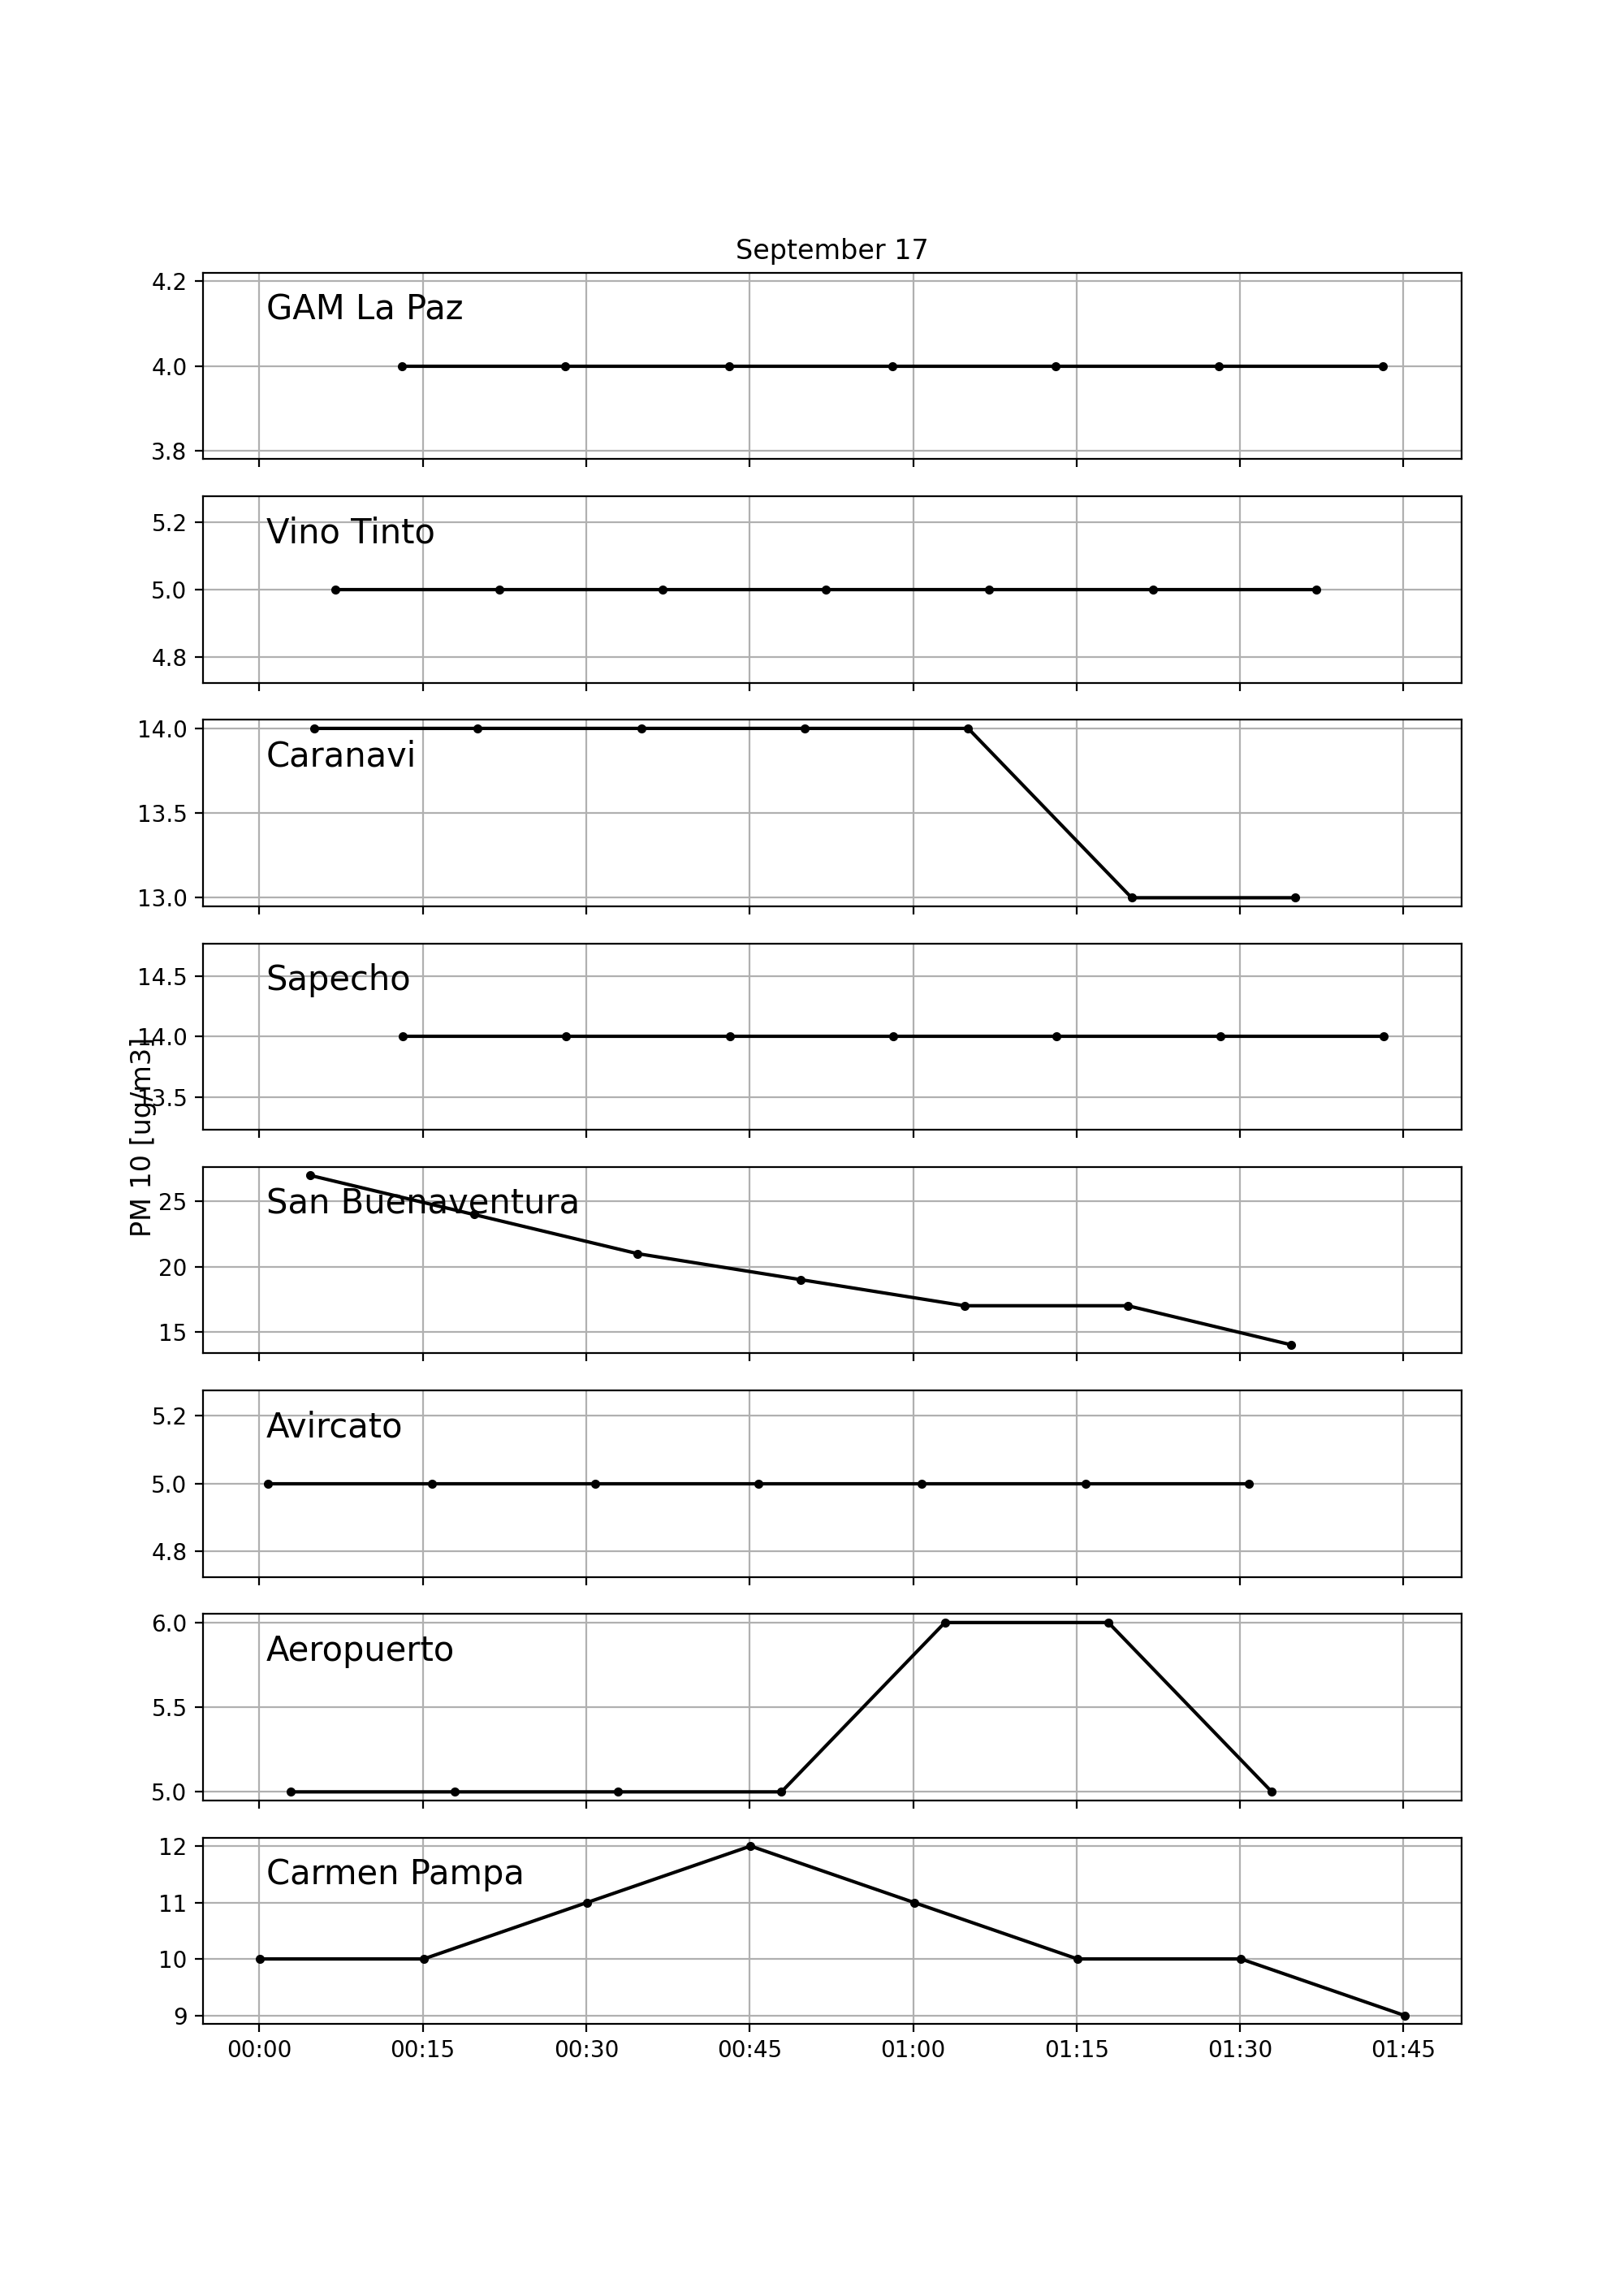 September 17
4.2
GAM La Paz
4.0
3.8
5.2
Vino Tinto
5.0
4.8
14.0
Caranavi
13.5
13.0
14.5
Sapecho
14.0
13.5
PM 10 [ug/m3]
25
San Buenaventura
20
15
5.2
Avircato
5.0
4.8
6.0
Aeropuerto
5.5
5.0
12
Carmen Pampa
11
10
9
00:00 00:15 00:30 00:45 01:00 01:15 01:30 01:45